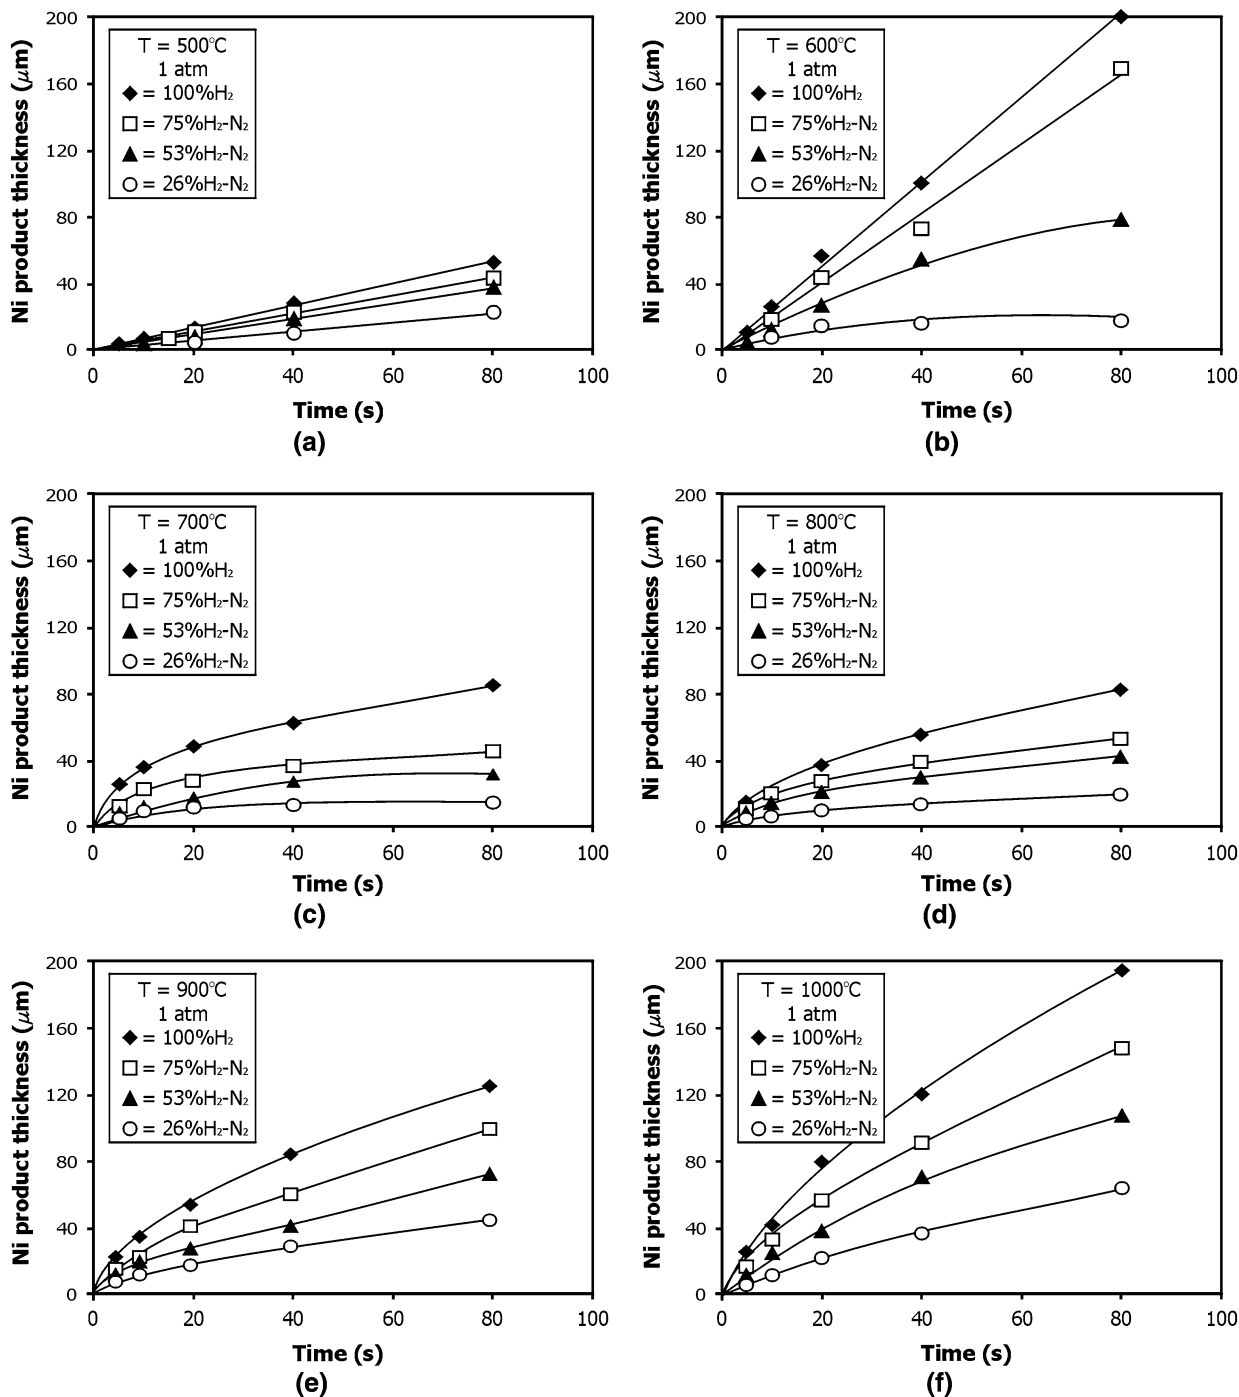 Ni product thickness (μm)
200
160
120
80
40
0
T = 500°C
1 atm
= 100%H₂
= 75%H₂-N₂
= 53%H₂-N₂
= 26%H₂-N₂
0 20 40 60 80 100
Time (s)
(a)
Ni product thickness (μm)
200
160
120
80
40
0
T = 600°C
1 atm
= 100%H₂
= 75%H₂-N₂
= 53%H₂-N₂
= 26%H₂-N₂
0 20 40 60 80 100
Time (s)
(b)
Ni product thickness (μm)
200
160
120
80
40
0
T = 700°C
1 atm
= 100%H₂
= 75%H₂-N₂
= 53%H₂-N₂
= 26%H₂-N₂
0 20 40 60 80 100
Time (s)
(c)
Ni product thickness (μm)
200
160
120
80
40
0
T = 800°C
1 atm
= 100%H₂
= 75%H₂-N₂
= 53%H₂-N₂
= 26%H₂-N₂
0 20 40 60 80 100
Time (s)
(d)
Ni product thickness (μm)
200
160
120
80
40
0
T = 900°C
1 atm
= 100%H₂
= 75%H₂-N₂
= 53%H₂-N₂
= 26%H₂-N₂
0 20 40 60 80 100
Time (s)
(e)
Ni product thickness (μm)
200
160
120
80
40
0
T = 1000°C
1 atm
= 100%H₂
= 75%H₂-N₂
= 53%H₂-N₂
= 26%H₂-N₂
0 20 40 60 80 100
Time (s)
(f)